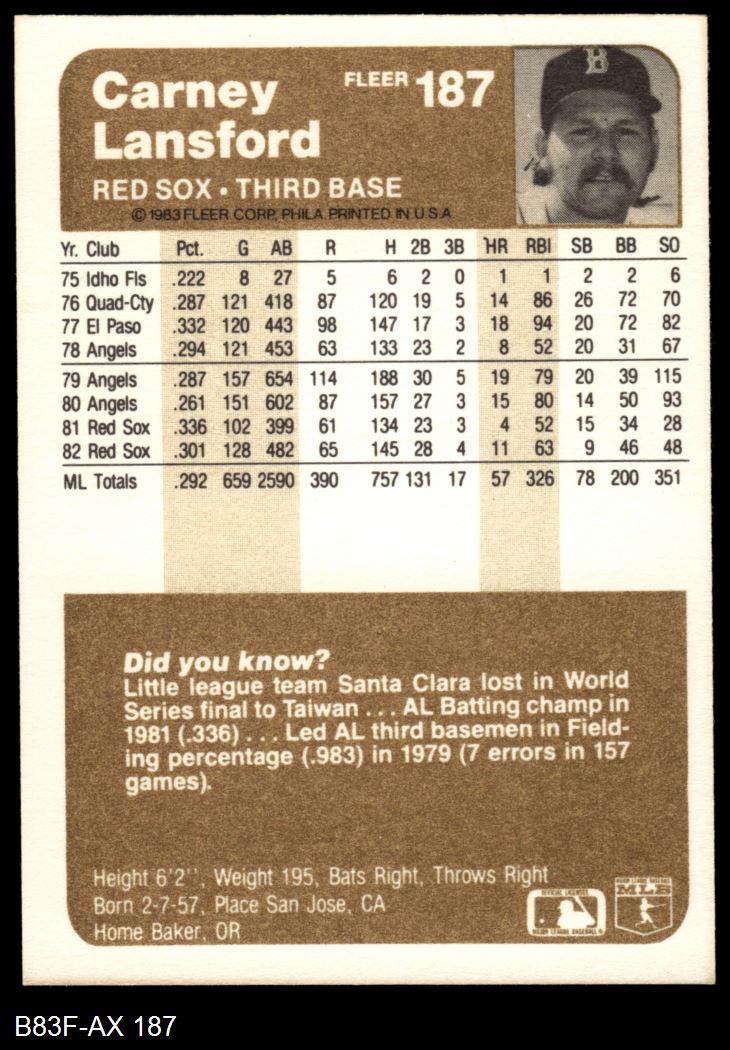 Carney
Lansford
FLEER 187
RED SOX • THIRD BASE
© 1983 FLEER CORP. PHILA. PRINTED IN U.S.A.
B
Yr. Club Pct. G AB R H 2B 3B HR RBI SB BB SO
75 Idho Fls .222 8 27 5 6 2 0 1 1 2 2 6
76 Quad-Cty .287 121 418 87 120 19 5 14 86 26 72 70
77 El Paso .332 120 443 98 147 17 3 18 94 20 72 82
78 Angels .294 121 453 63 133 23 2 8 52 20 31 67
79 Angels .287 157 654 114 188 30 5 19 79 20 39 115
80 Angels .261 151 602 87 157 27 3 15 80 14 50 93
81 Red Sox .336 102 399 61 134 23 3 4 52 15 34 28
82 Red Sox .301 128 482 65 145 28 4 11 63 9 46 48
ML Totals .292 659 2590 390 757 131 17 57 326 78 200 351
Did you know?
Little league team Santa Clara lost in World
Series final to Taiwan . . . AL Batting champ in
1981 (.336) . . . Led AL third basemen in Field-
ing percentage (.983) in 1979 (7 errors in 157
games).
Height 6'2'', Weight 195, Bats Right, Throws Right
Born 2-7-57, Place San Jose, CA
Home Baker, OR
OFFICIAL LICENSEE
MAJOR LEAGUE BASEBALL
MAJOR LEAGUE BASEBALL
MLB
B83F-AX 187